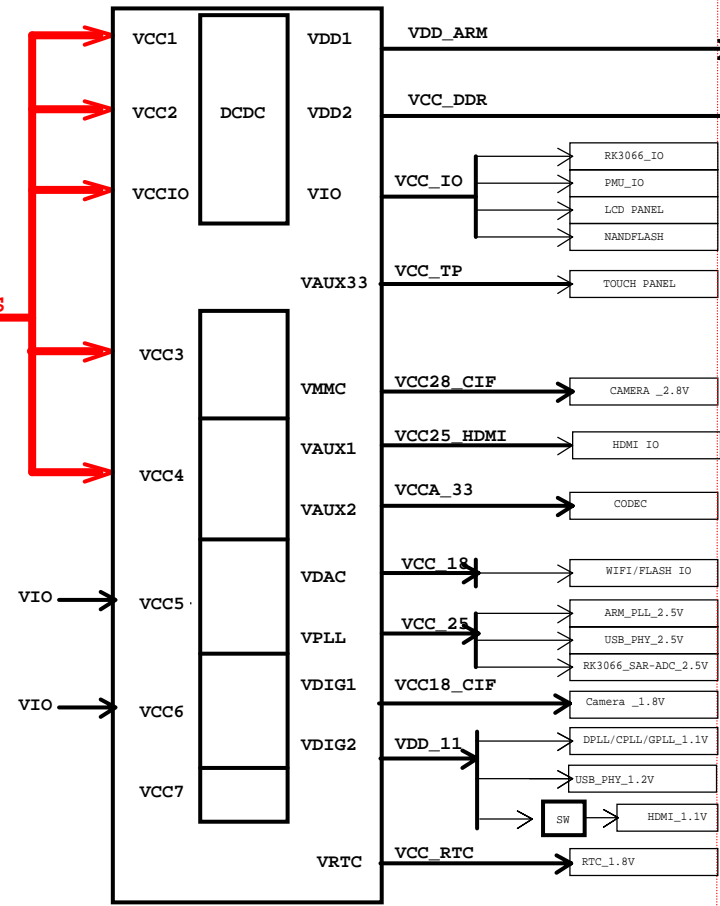 VCC1
VDD1
VDD_ARM
VCC2
DCDC
VDD2
VCC_DDR
VCCIO
VIO
VCC_IO
RK3066_IO
PMU_IO
LCD PANEL
NANDFLASH
VAUX33
VCC_TP
TOUCH PANEL
S
VCC3
VMMC
VCC28_CIF
CAMERA _2.8V
VAUX1
VCC25_HDMI
HDMI IO
VCC4
VAUX2
VCCA_33
CODEC
VDAC
VCC_18
WIFI/FLASH IO
VIO
VCC5
VPLL
VCC_25
ARM_PLL_2.5V
USB_PHY_2.5V
RK3066_SAR-ADC_2.5V
VDIG1
VCC18_CIF
Camera _1.8V
VIO
VCC6
VDIG2
VDD_11
DPLL/CPLL/GPLL_1.1V
USB_PHY_1.2V
VCC7
SW
HDMI_1.1V
VRTC
VCC_RTC
RTC_1.8V